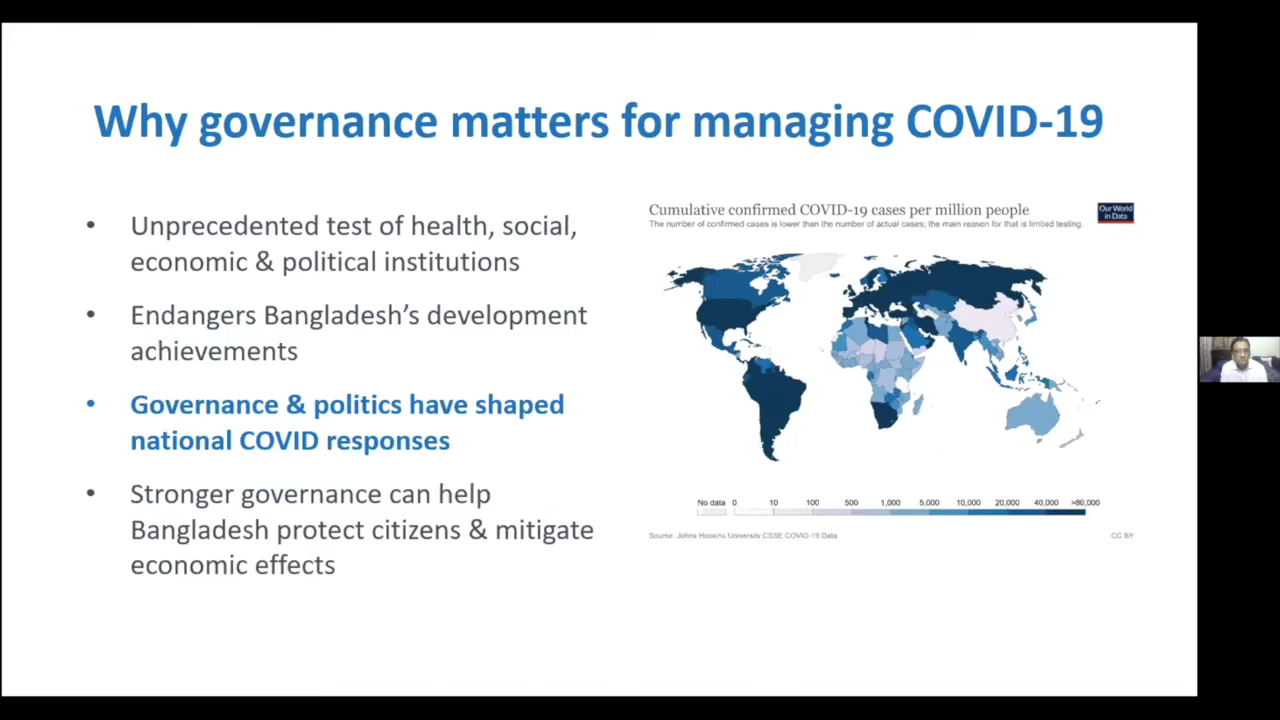 Why governance matters for managing COVID-19
• Unprecedented test of health, social,
economic & political institutions
• Endangers Bangladesh’s development
achievements
• Governance & politics have shaped
national COVID responses
• Stronger governance can help
Bangladesh protect citizens & mitigate
economic effects
Cumulative confirmed COVID-19 cases per million people
The number of confirmed cases is lower than the number of actual cases; the main reason for that is limited testing.
Our World
in Data
No data 0 10 100 500 1,000 5,000 10,000 20,000 40,000 >80,000
Source: Johns Hopkins University CSSE COVID-19 Data
CC BY